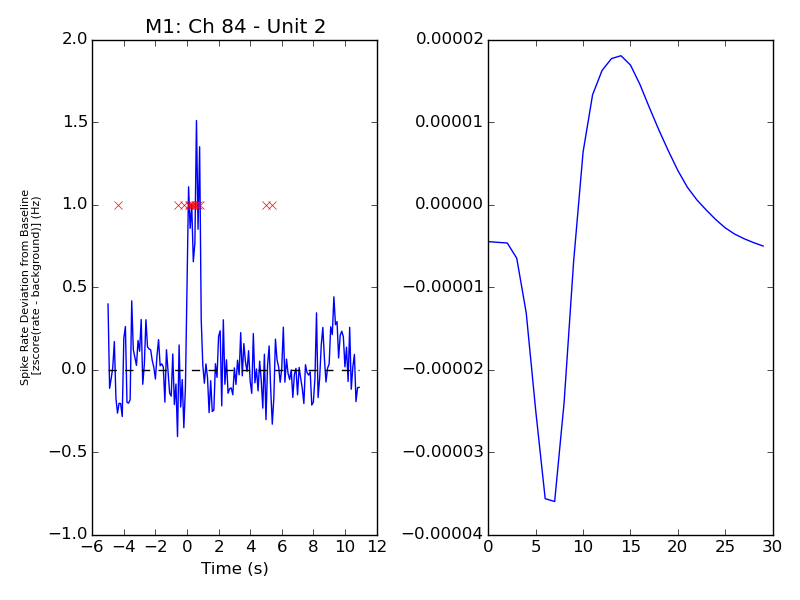 M1: Ch 84 - Unit 2
Spike Rate Deviation from Baseline
[zscore(rate - background)] (Hz)
2.0
1.5
1.0
0.5
0.0
−0.5
−1.0
−6 −4 −2 0 2 4 6 8 10 12
Time (s)
0.00002
0.00001
0.00000
−0.00001
−0.00002
−0.00003
−0.00004
0 5 10 15 20 25 30